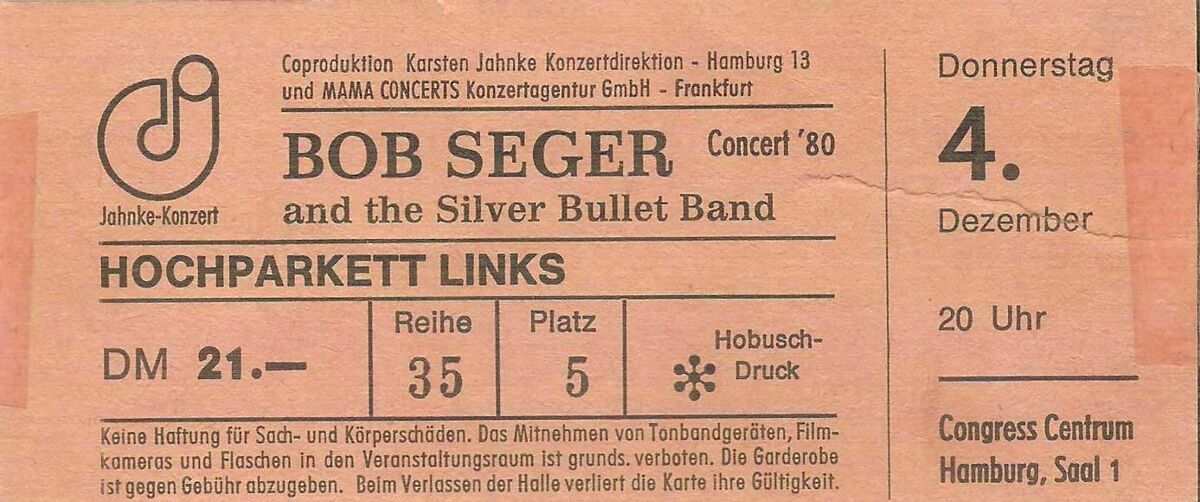 Jahnke-Konzert
Coproduktion Karsten Jahnke Konzertdirektion - Hamburg 13
und MAMA CONCERTS Konzertagentur GmbH - Frankfurt
BOB SEGER Concert '80
and the Silver Bullet Band
HOCHPARKETT LINKS
DM 21.—
Reihe
35
Platz
5
Hobusch-
Druck
Keine Haftung für Sach- und Körperschäden. Das Mitnehmen von Tonbandgeräten, Film-
kameras und Flaschen in den Veranstaltungsraum ist grunds. verboten. Die Garderobe
ist gegen Gebühr abzugeben. Beim Verlassen der Halle verliert die Karte ihre Gültigkeit.
Donnerstag
4.
Dezember
20 Uhr
Congress Centrum
Hamburg, Saal 1